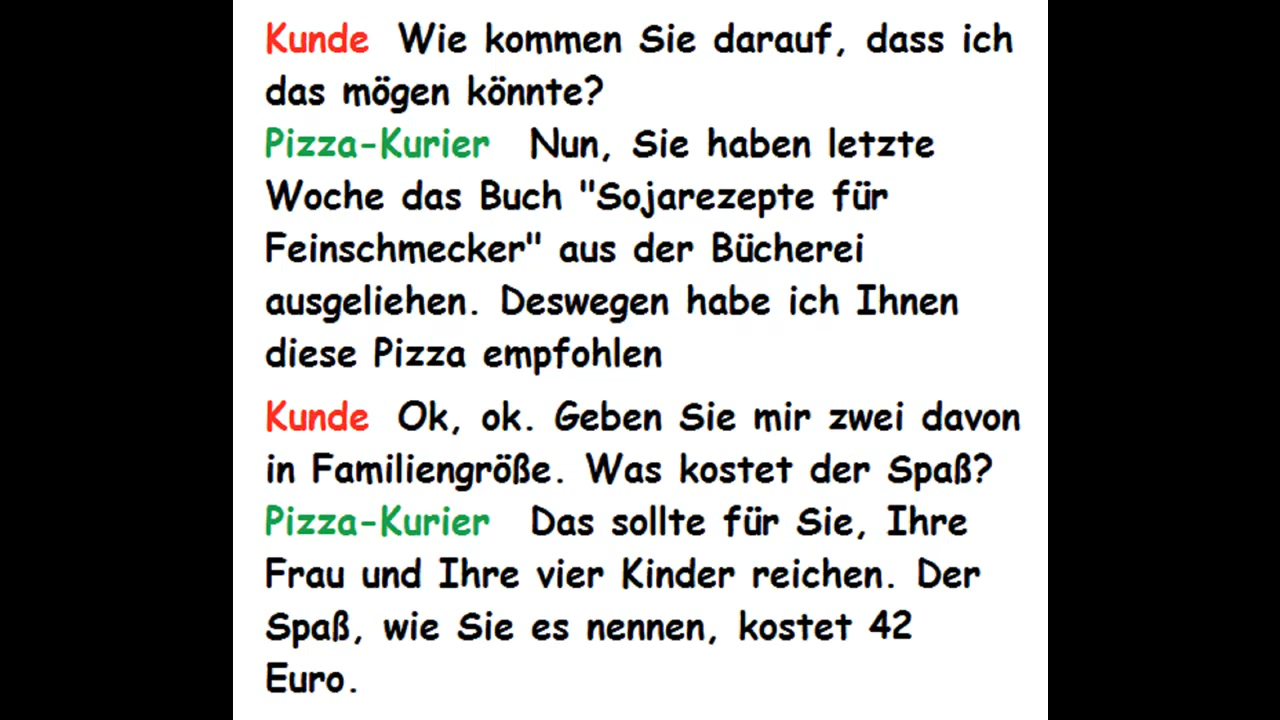 Kunde Wie kommen Sie darauf, dass ich
das mögen könnte?
Pizza-Kurier Nun, Sie haben letzte
Woche das Buch "Sojarezepte für
Feinschmecker" aus der Bücherei
ausgeliehen. Deswegen habe ich Ihnen
diese Pizza empfohlen
Kunde Ok, ok. Geben Sie mir zwei davon
in Familiengröße. Was kostet der Spaß?
Pizza-Kurier Das sollte für Sie, Ihre
Frau und Ihre vier Kinder reichen. Der
Spaß, wie Sie es nennen, kostet 42
Euro.